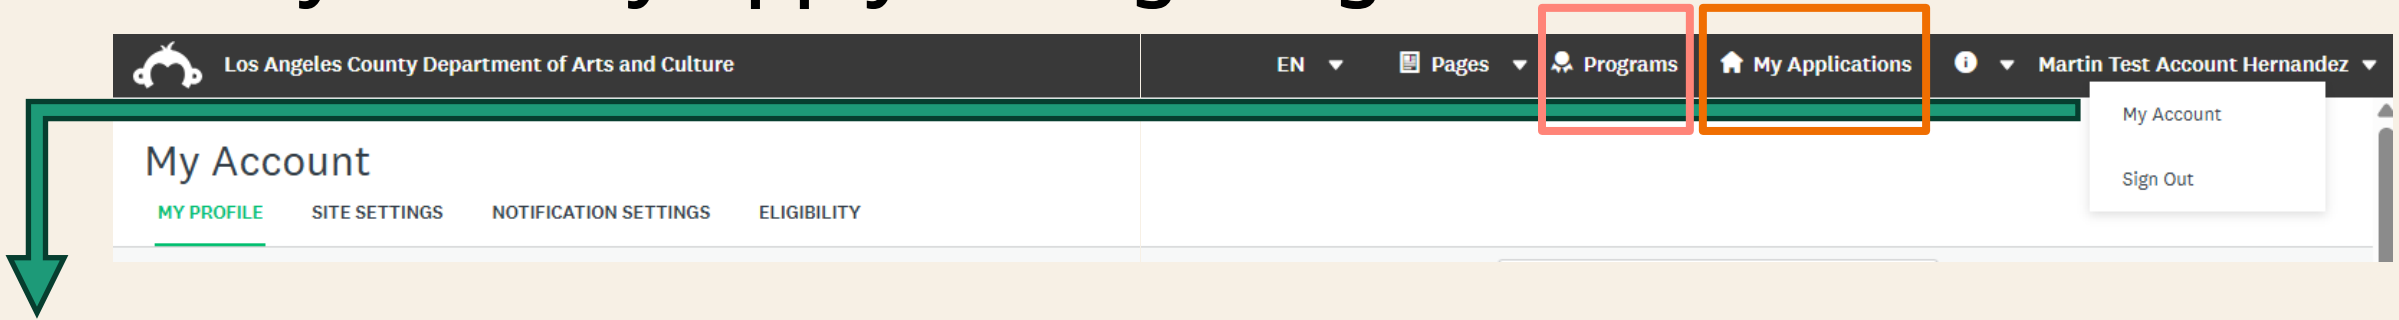 Los Angeles County Department of Arts and Culture EN Pages Programs My Applications Martin Test Account Hernandez
My Account
Sign Out
My Account
MY PROFILE SITE SETTINGS NOTIFICATION SETTINGS ELIGIBILITY